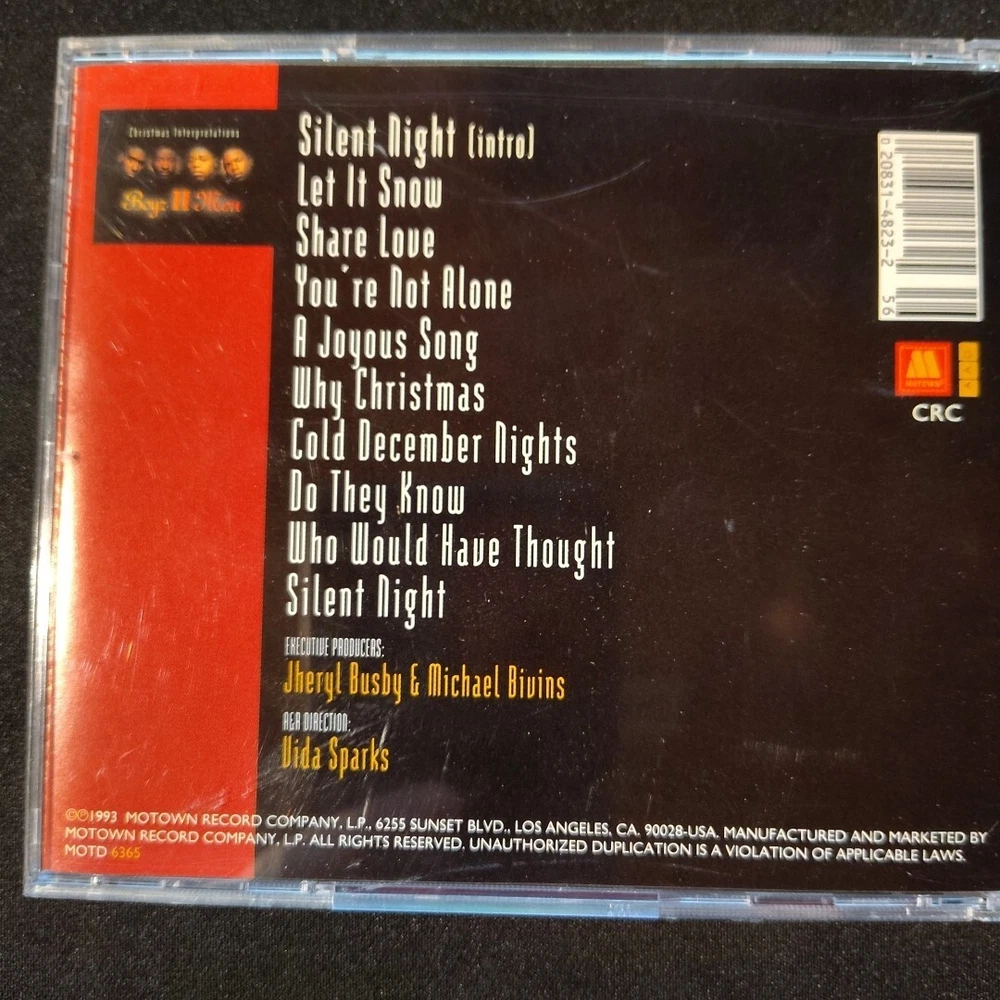 Christmas Interpretations
Boyz II Men
Silent Night (intro)
Let It Snow
Share Love
You're Not Alone
A Joyous Song
Why Christmas
Cold December Nights
Do They Know
Who Would Have Thought
Silent Night
EXECUTIVE PRODUCERS:
Jheryl Busby & Michael Bivins
A&R DIRECTION:
Vida Sparks
0 20831-4823-2 56
MOTOWN
CRC
©℗1993 MOTOWN RECORD COMPANY, L.P., 6255 SUNSET BLVD., LOS ANGELES, CA. 90028-USA. MANUFACTURED AND MARKETED BY
MOTOWN RECORD COMPANY, L.P. ALL RIGHTS RESERVED. UNAUTHORIZED DUPLICATION IS A VIOLATION OF APPLICABLE LAWS.
MOTD 6365